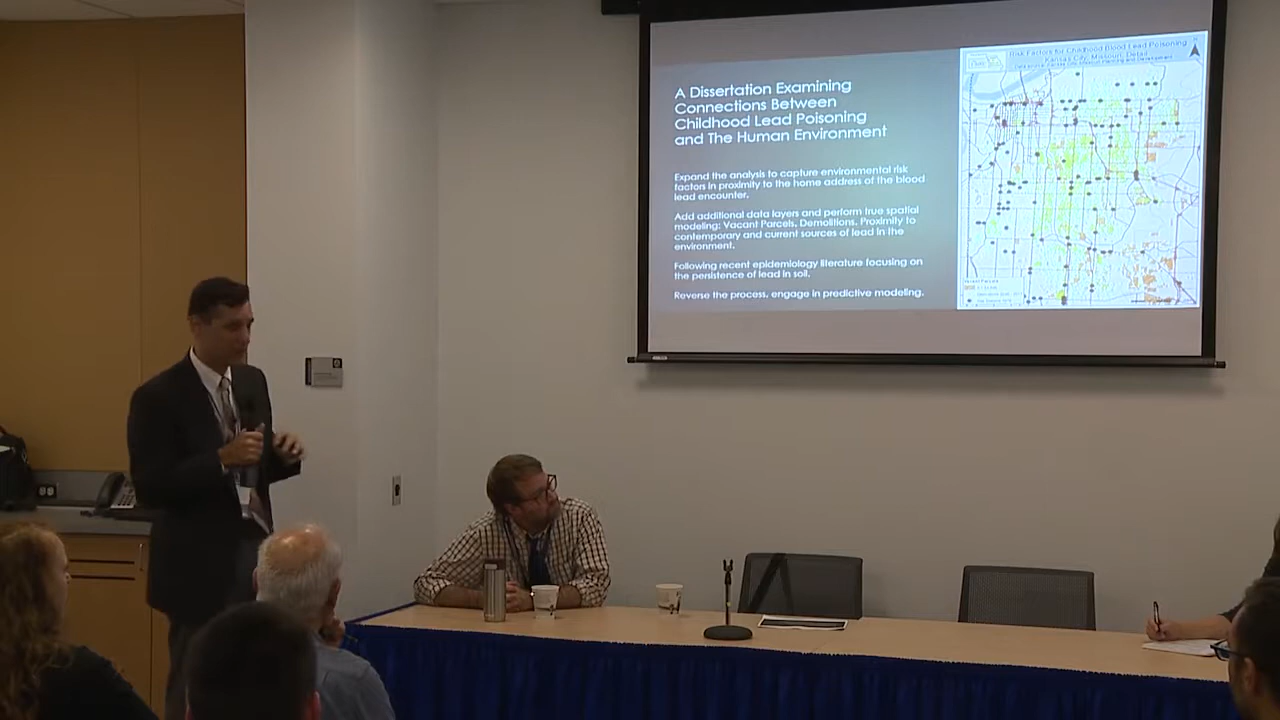 A Dissertation Examining
Connections Between
Childhood Lead Poisoning
and The Human Environment
Expand the analysis to capture environmental risk
factors in proximity to the home address of the blood
lead encounter.
Add additional data layers and perform true spatial
modeling: Vacant Parcels, Demolitions, Proximity to
contemporary and current sources of lead in the
environment.
Following recent epidemiology literature focusing on
the persistence of lead in soil.
Reverse the process, engage in predictive modeling.
Risk Factors for Childhood Blood Lead Poisoning
Kansas City, Missouri, Detail